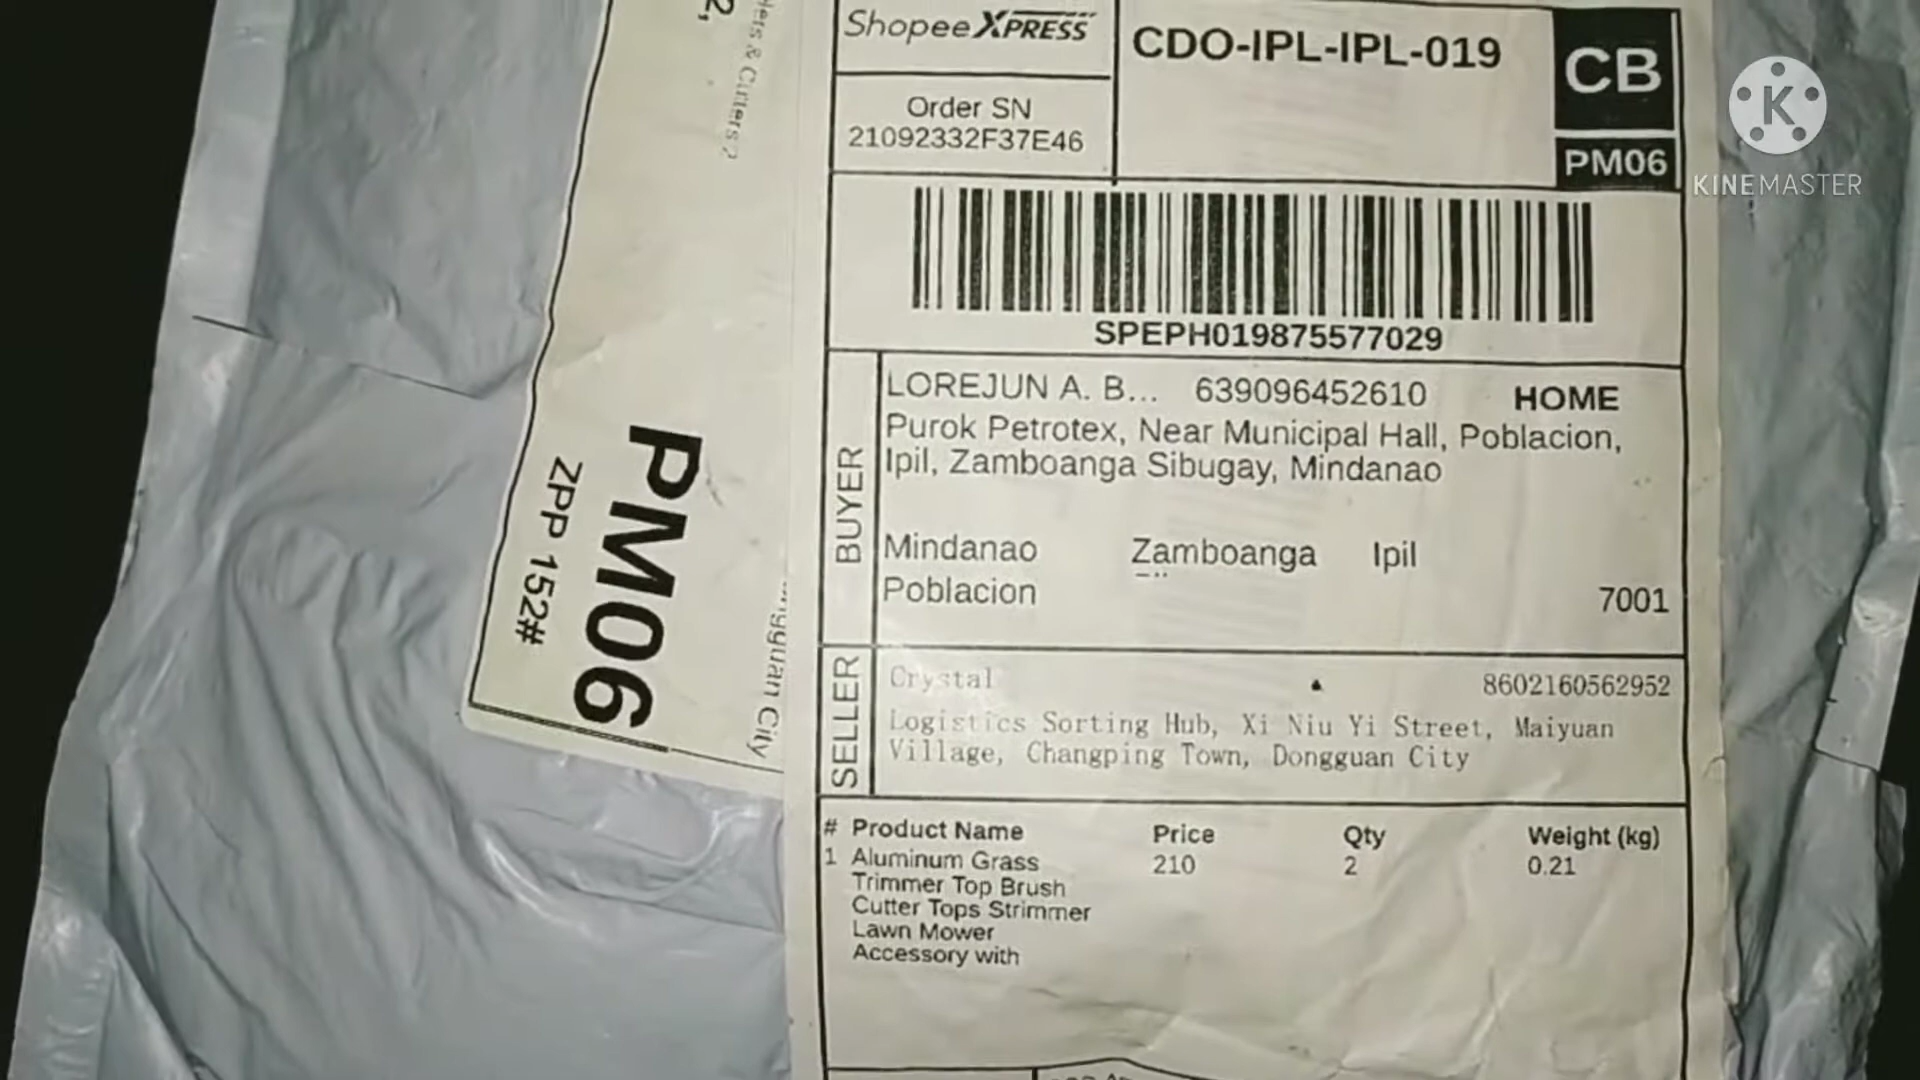 Shopee XPRESS
CDO-IPL-IPL-019
CB
PM06
Order SN
21092332F37E46
SPEPH019875577029
BUYER
LOREJUN A. B... 639096452610 HOME
Purok Petrotex, Near Municipal Hall, Poblacion,
Ipil, Zamboanga Sibugay, Mindanao
Mindanao Zamboanga Ipil
Poblacion
7001
SELLER
Crystal 8602160562952
Logistics Sorting Hub, Xi Niu Yi Street, Maiyuan
Village, Changping Town, Dongguan City
# Product Name Price Qty Weight (kg)
1 Aluminum Grass 210 2 0.21
Trimmer Top Brush
Cutter Tops Strimmer
Lawn Mower
Accessory with
PM06
ZPP 152#
City
KINEMASTER